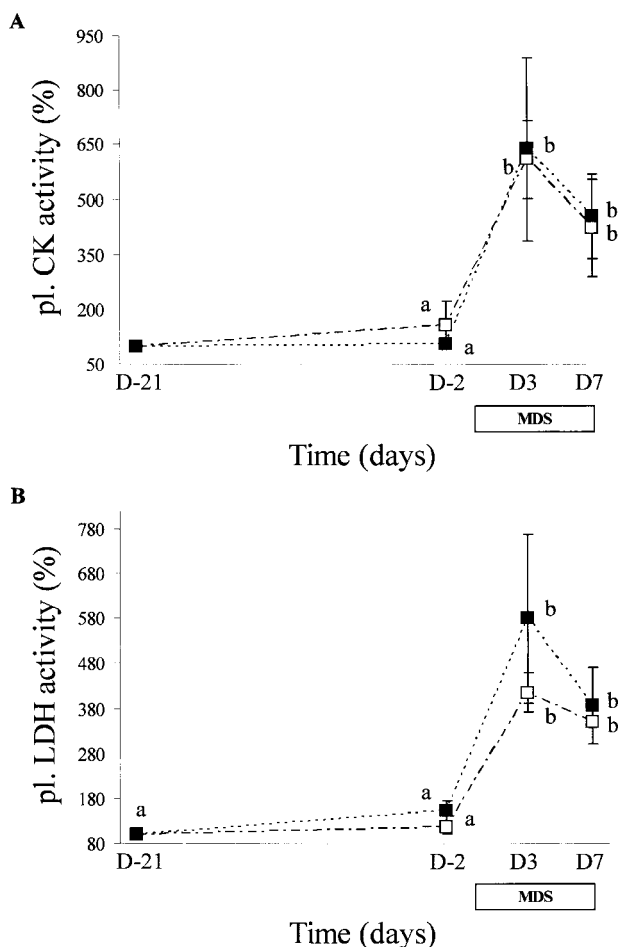 A
pl. CK activity (%)
950
800
650
500
350
200
50
a
a
b
b
b
b
D-21
D-2
D3
D7
MDS
Time (days)
B
pl. LDH activity (%)
780
680
580
480
380
280
180
80
a
a
a
b
b
b
b
D-21
D-2
D3
D7
MDS
Time (days)